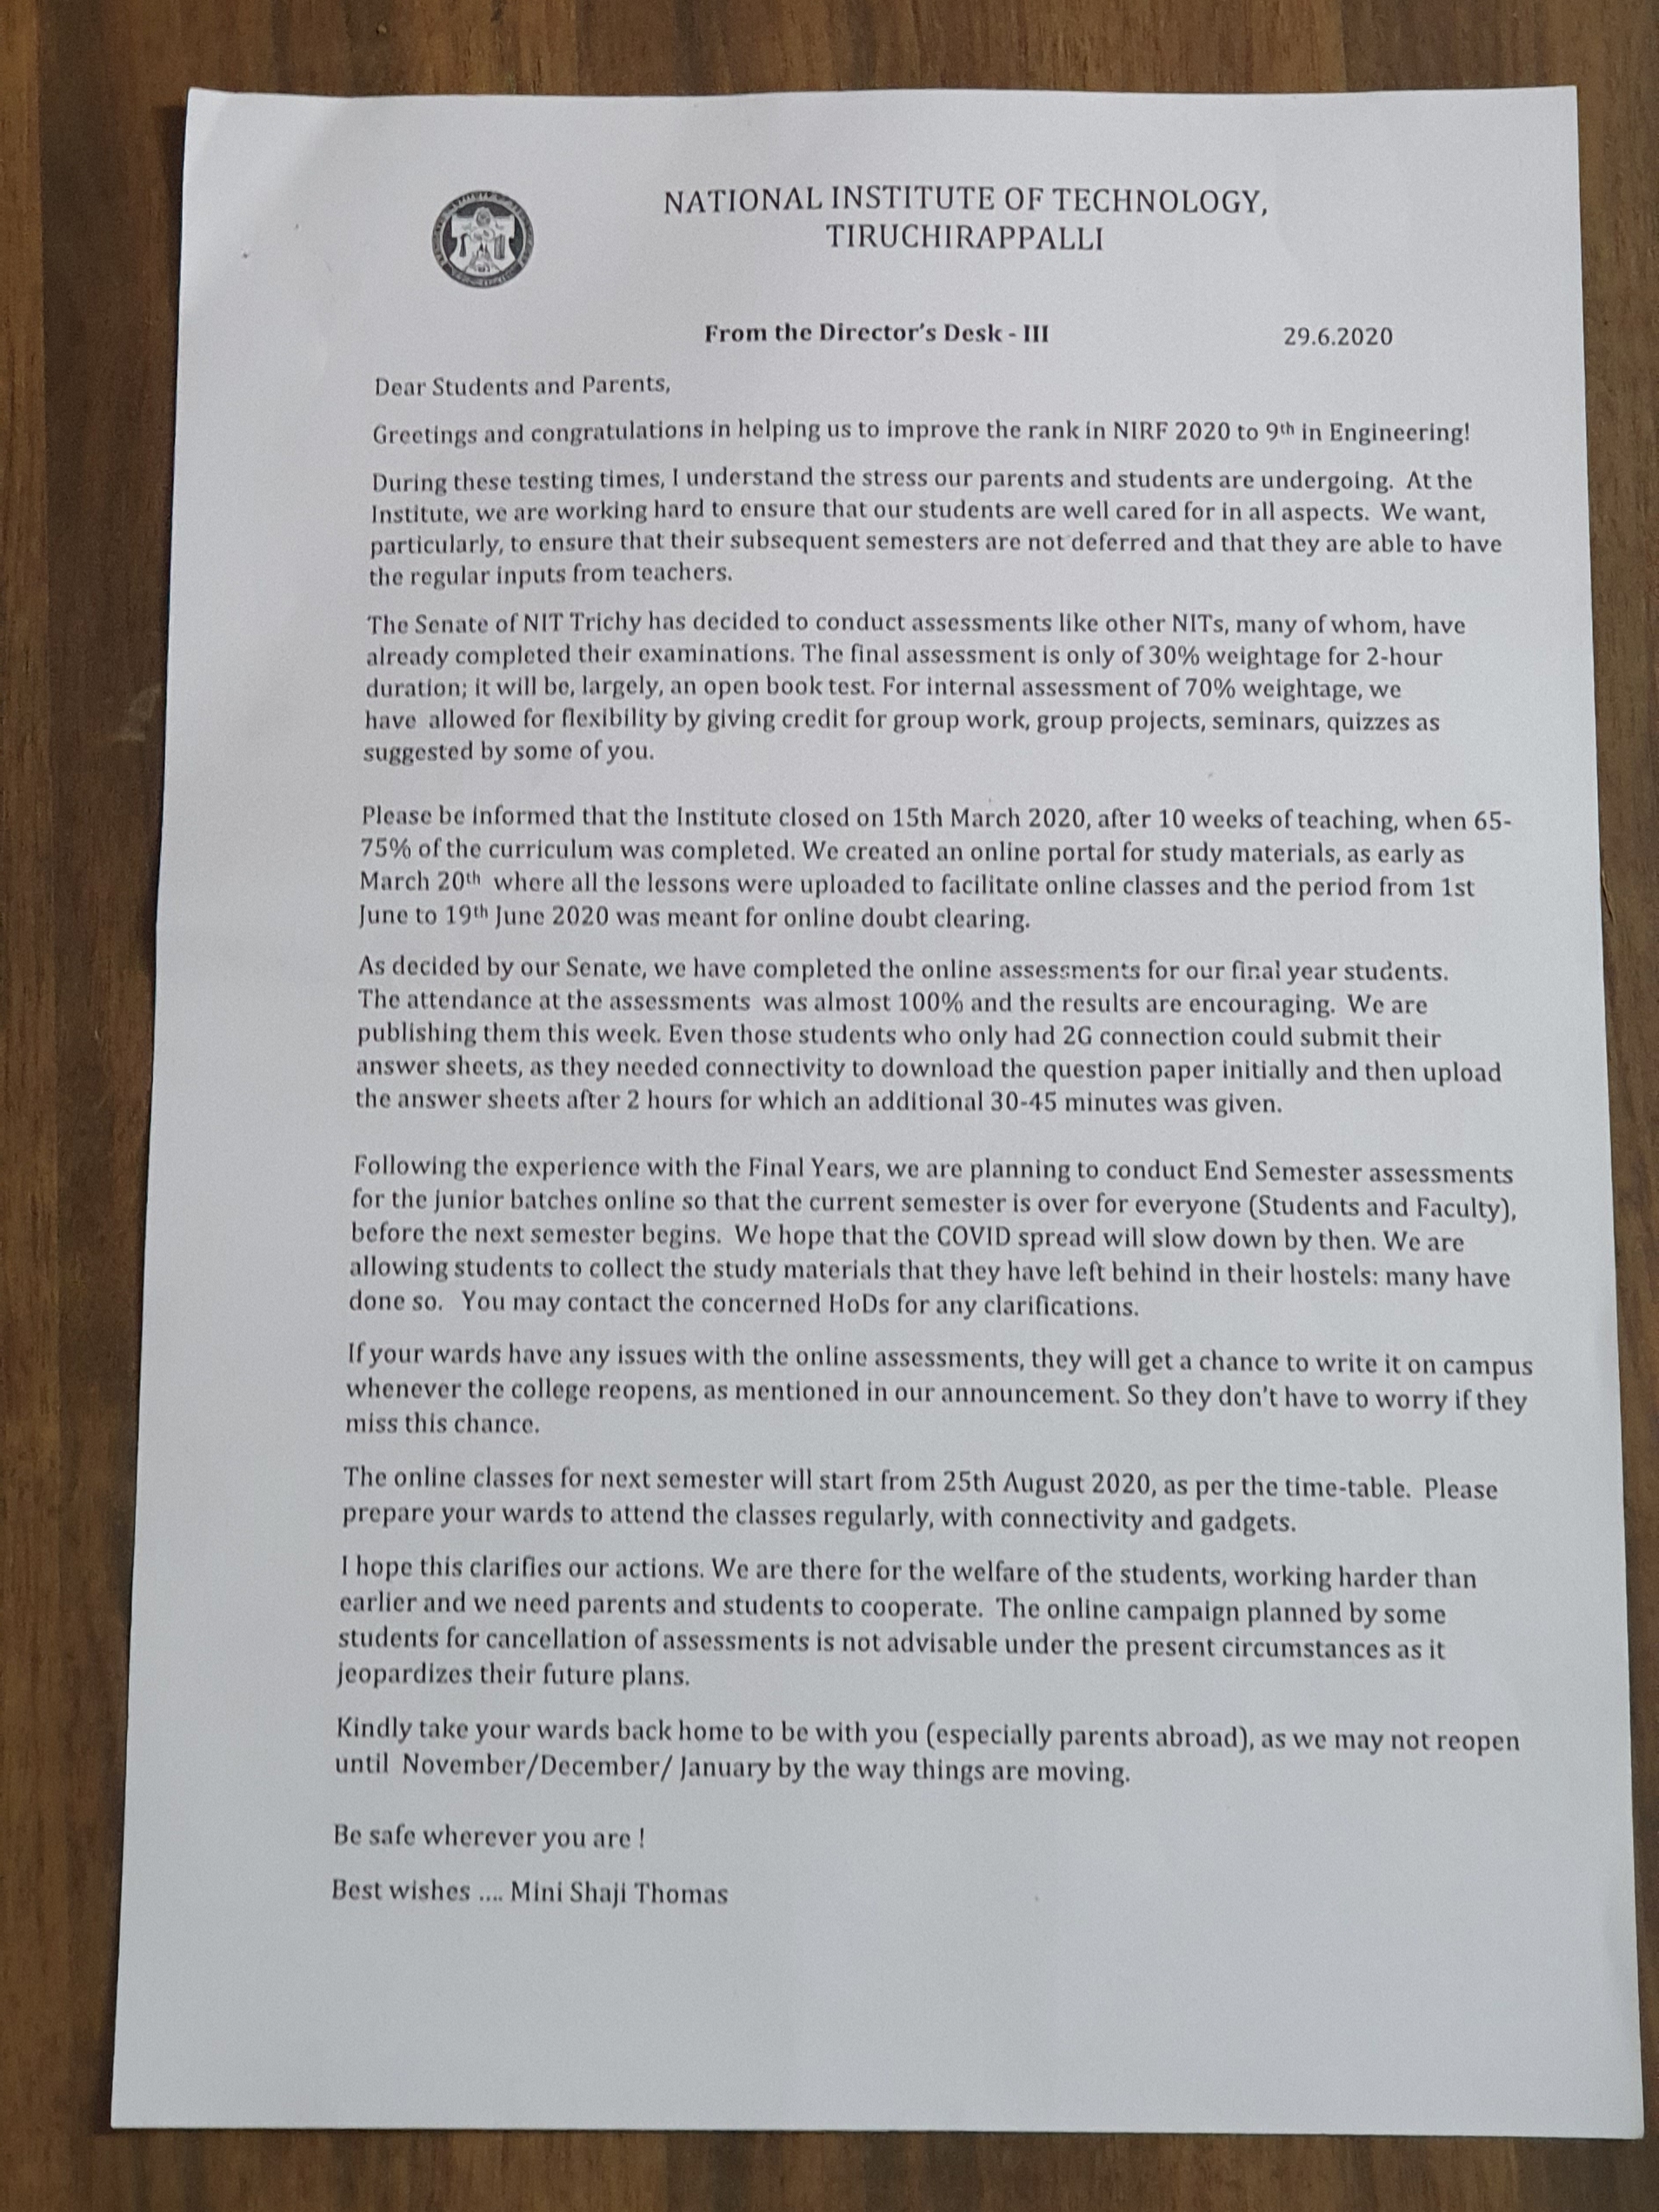 NATIONAL INSTITUTE OF TECHNOLOGY,
TIRUCHIRAPPALLI
From the Director's Desk - III 29.6.2020
Dear Students and Parents,
Greetings and congratulations in helping us to improve the rank in NIRF 2020 to 9th in Engineering!
During these testing times, I understand the stress our parents and students are undergoing. At the
Institute, we are working hard to ensure that our students are well cared for in all aspects. We want,
particularly, to ensure that their subsequent semesters are not deferred and that they are able to have
the regular inputs from teachers.
The Senate of NIT Trichy has decided to conduct assessments like other NITs, many of whom, have
already completed their examinations. The final assessment is only of 30% weightage for 2-hour
duration; it will be, largely, an open book test. For internal assessment of 70% weightage, we
have allowed for flexibility by giving credit for group work, group projects, seminars, quizzes as
suggested by some of you.
Please be informed that the Institute closed on 15th March 2020, after 10 weeks of teaching, when 65-
75% of the curriculum was completed. We created an online portal for study materials, as early as
March 20th where all the lessons were uploaded to facilitate online classes and the period from 1st
June to 19th June 2020 was meant for online doubt clearing.
As decided by our Senate, we have completed the online assessments for our final year students.
The attendance at the assessments was almost 100% and the results are encouraging. We are
publishing them this week. Even those students who only had 2G connection could submit their
answer sheets, as they needed connectivity to download the question paper initially and then upload
the answer sheets after 2 hours for which an additional 30-45 minutes was given.
Following the experience with the Final Years, we are planning to conduct End Semester assessments
for the junior batches online so that the current semester is over for everyone (Students and Faculty),
before the next semester begins. We hope that the COVID spread will slow down by then. We are
allowing students to collect the study materials that they have left behind in their hostels: many have
done so. You may contact the concerned HoDs for any clarifications.
If your wards have any issues with the online assessments, they will get a chance to write it on campus
whenever the college reopens, as mentioned in our announcement. So they don't have to worry if they
miss this chance.
The online classes for next semester will start from 25th August 2020, as per the time-table. Please
prepare your wards to attend the classes regularly, with connectivity and gadgets.
I hope this clarifies our actions. We are there for the welfare of the students, working harder than
earlier and we need parents and students to cooperate. The online campaign planned by some
students for cancellation of assessments is not advisable under the present circumstances as it
jeopardizes their future plans.
Kindly take your wards back home to be with you (especially parents abroad), as we may not reopen
until November/December/ January by the way things are moving.
Be safe wherever you are !
Best wishes .... Mini Shaji Thomas